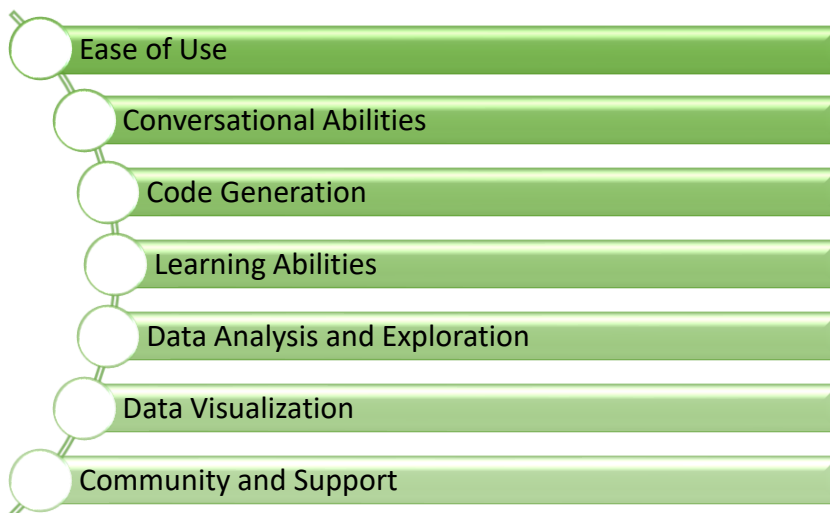 Ease of Use
Conversational Abilities
Code Generation
Learning Abilities
Data Analysis and Exploration
Data Visualization
Community and Support